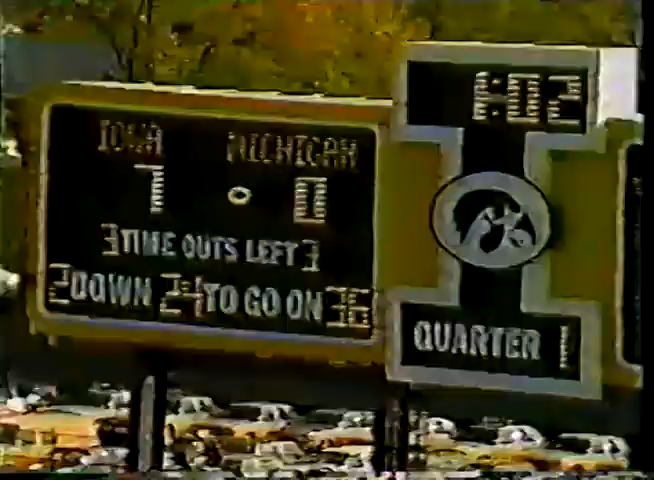 IOWA MICHIGAN
7 0
3 TIME OUTS LEFT 3
2 DOWN 24 TO GO ON 36
QUARTER 1